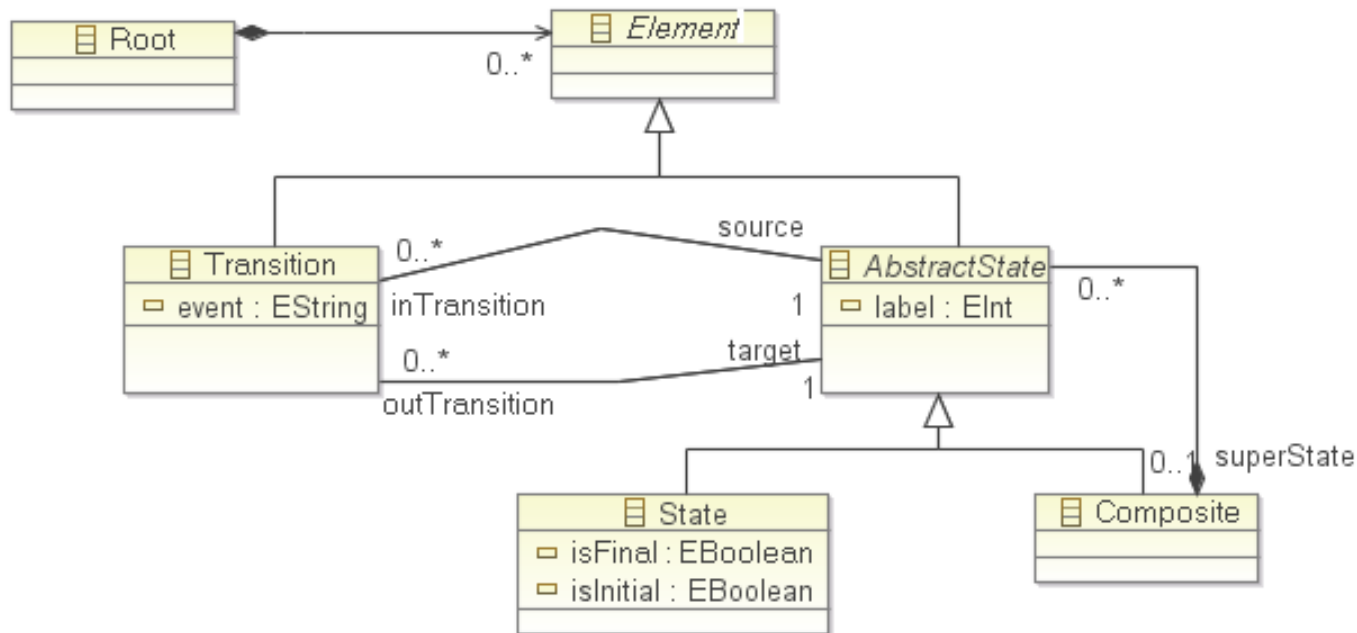 Root
Element
0..*
source
0..*
Transition
AbstractState
0..*
event : EString
inTransition
1
label : EInt
target
0..*
1
outTransition
0..1
superState
State
Composite
isFinal : EBoolean
isInitial : EBoolean